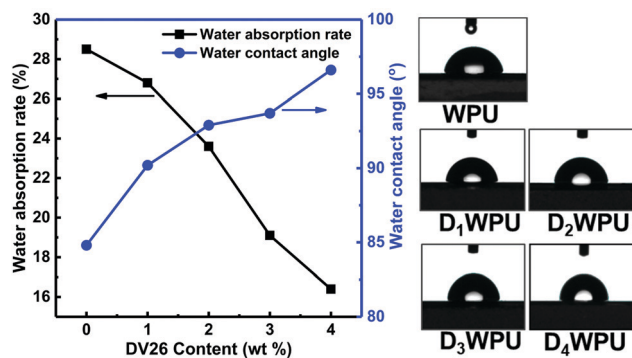 30
28
26
24
22
20
18
16
Water absorption rate (%)
Water absorption rate
Water contact angle
100
95
90
85
80
Water contact angle (°)
0 1 2 3 4
DV26 Content (wt %)
WPU
D₁WPU D₂WPU
D₃WPU D₄WPU